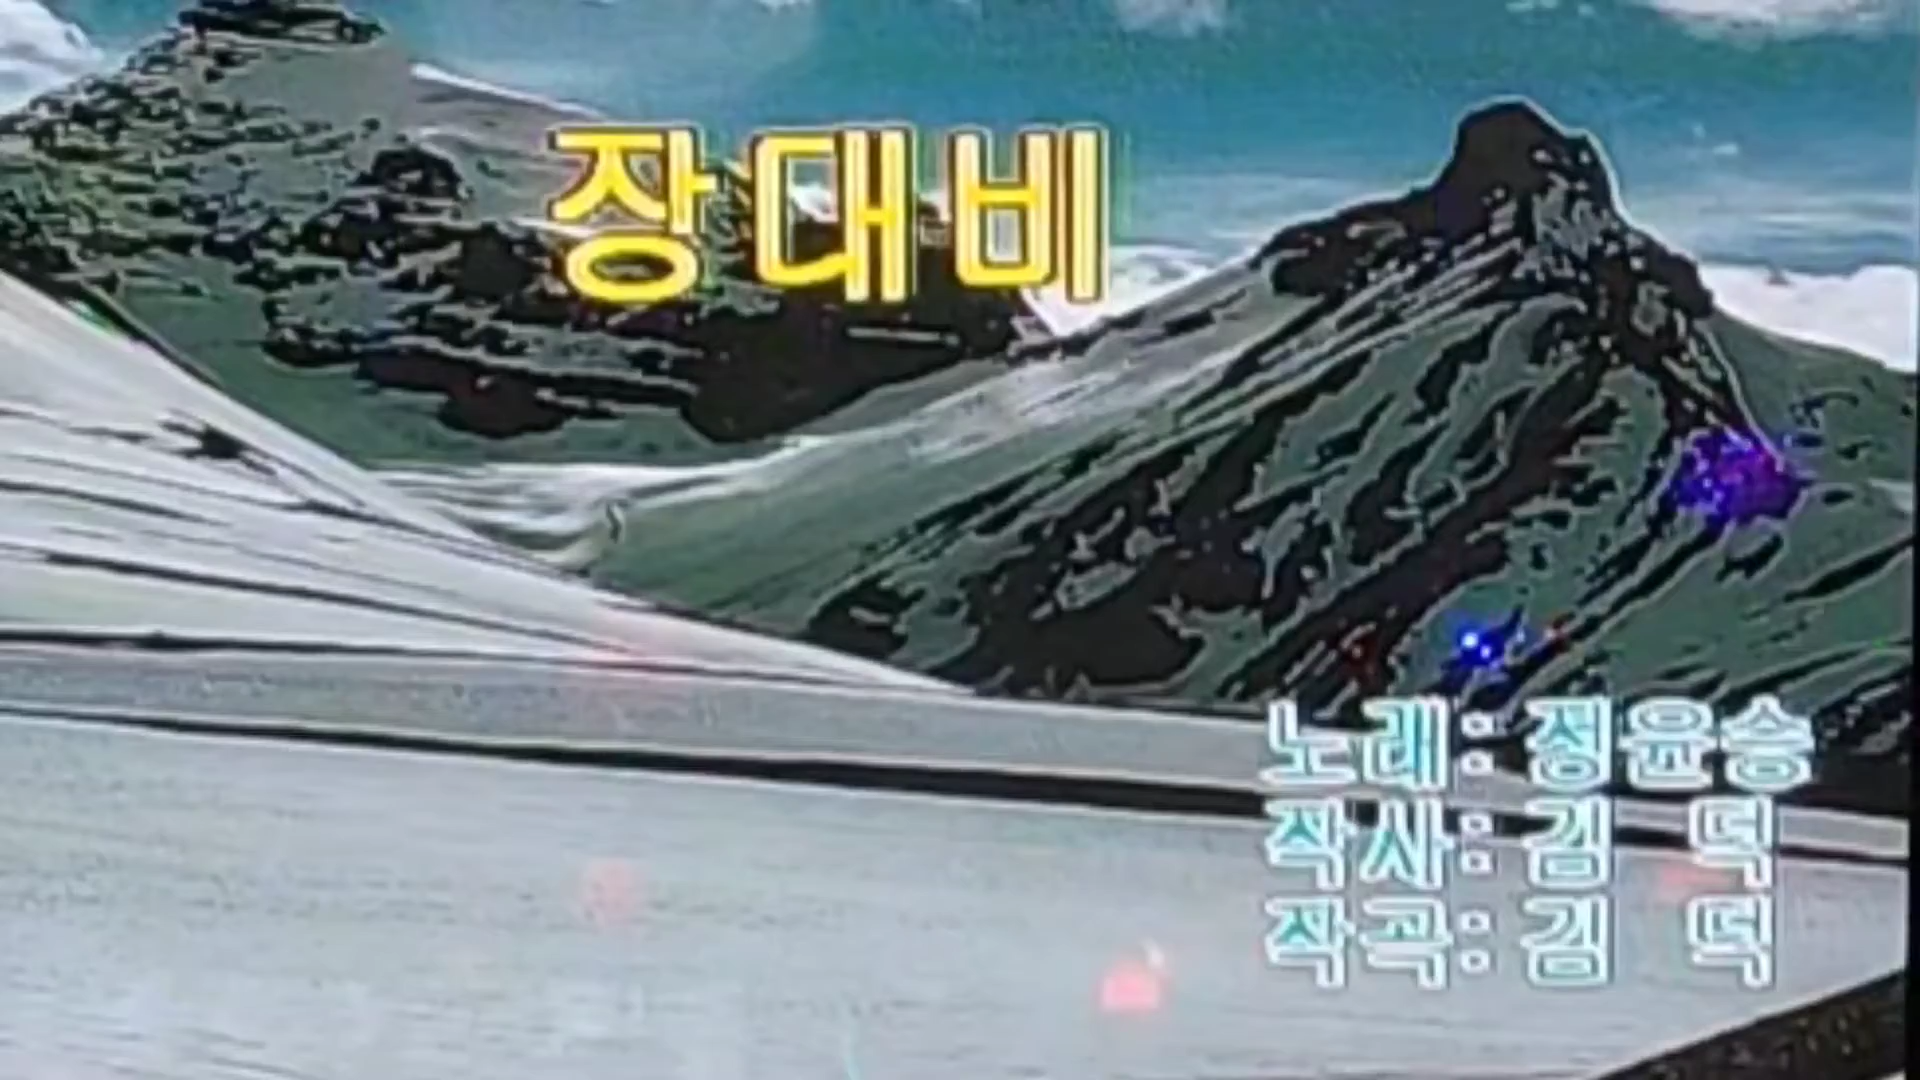 장대비
노래: 정윤승
작사: 김 덕
작곡: 김 덕